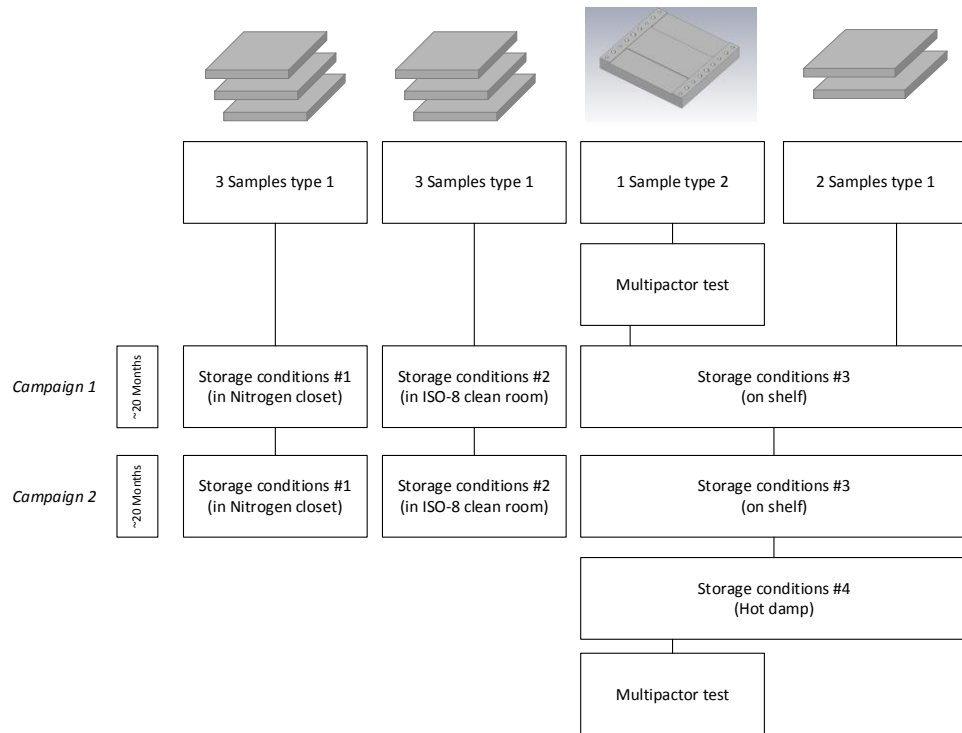 3 Samples type 1
3 Samples type 1
1 Sample type 2
2 Samples type 1
Multipactor test
Campaign 1
~20 Months
Storage conditions #1
(in Nitrogen closet)
Storage conditions #2
(in ISO-8 clean room)
Storage conditions #3
(on shelf)
Campaign 2
~20 Months
Storage conditions #1
(in Nitrogen closet)
Storage conditions #2
(in ISO-8 clean room)
Storage conditions #3
(on shelf)
Storage conditions #4
(Hot damp)
Multipactor test